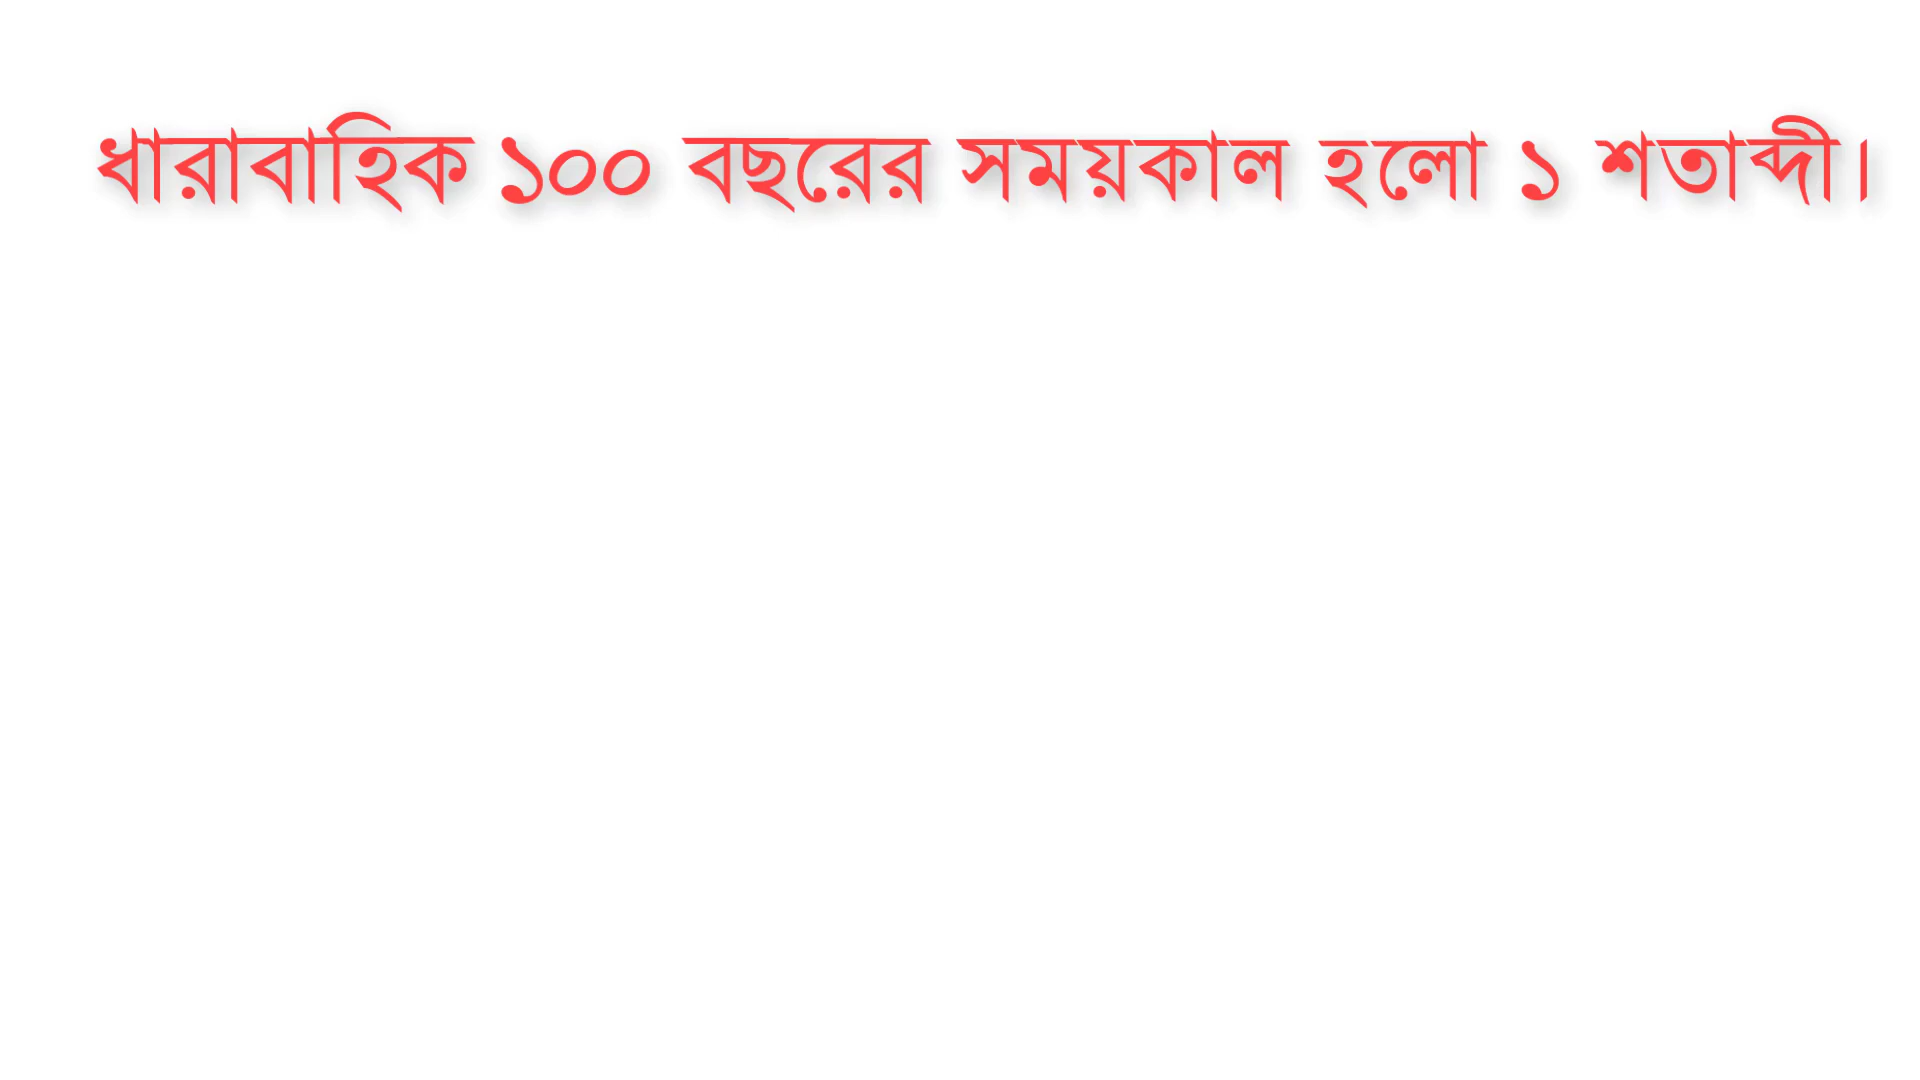 ধারাবাহিক ১০০ বছরের সময়কাল হলো ১ শতাব্দী।